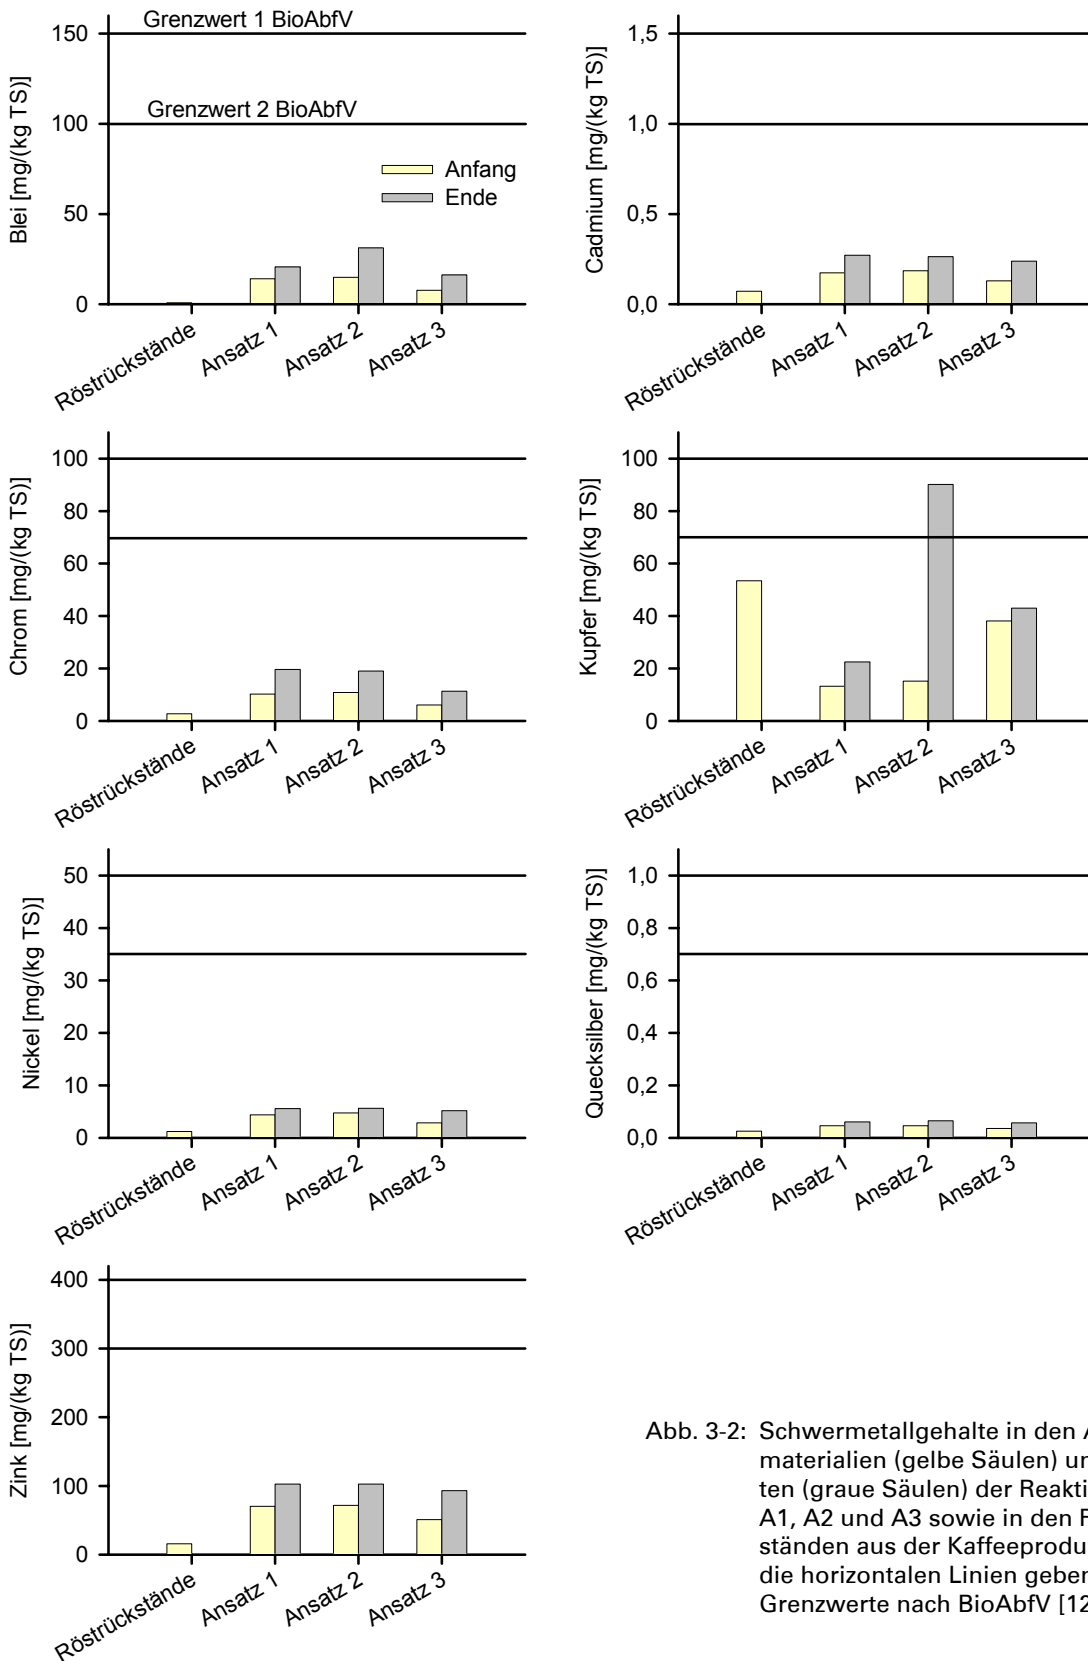 Grenzwert 1 BioAbfV
150
Grenzwert 2 BioAbfV
100
Anfang
Ende
50
0
Blei [mg/(kg TS)]
Röstrückstände
Ansatz 1
Ansatz 2
Ansatz 3
1,5
1,0
0,5
0,0
Cadmium [mg/(kg TS)]
Röstrückstände
Ansatz 1
Ansatz 2
Ansatz 3
100
80
60
40
20
0
Chrom [mg/(kg TS)]
Röstrückstände
Ansatz 1
Ansatz 2
Ansatz 3
100
80
60
40
20
0
Kupfer [mg/(kg TS)]
Röstrückstände
Ansatz 1
Ansatz 2
Ansatz 3
50
40
30
20
10
0
Nickel [mg/(kg TS)]
Röstrückstände
Ansatz 1
Ansatz 2
Ansatz 3
1,0
0,8
0,6
0,4
0,2
0,0
Quecksilber [mg/(kg TS)]
Röstrückstände
Ansatz 1
Ansatz 2
Ansatz 3
400
300
200
100
0
Zink [mg/(kg TS)]
Röstrückstände
Ansatz 1
Ansatz 2
Ansatz 3
Abb. 3-2: Schwermetallgehalte in den
materialien (gelbe Säulen)
ten (graue Säulen) der
A1, A2 und A3 sowie in den
ständen aus der
die horizontalen Linien
Grenzwerte nach BioAbfV